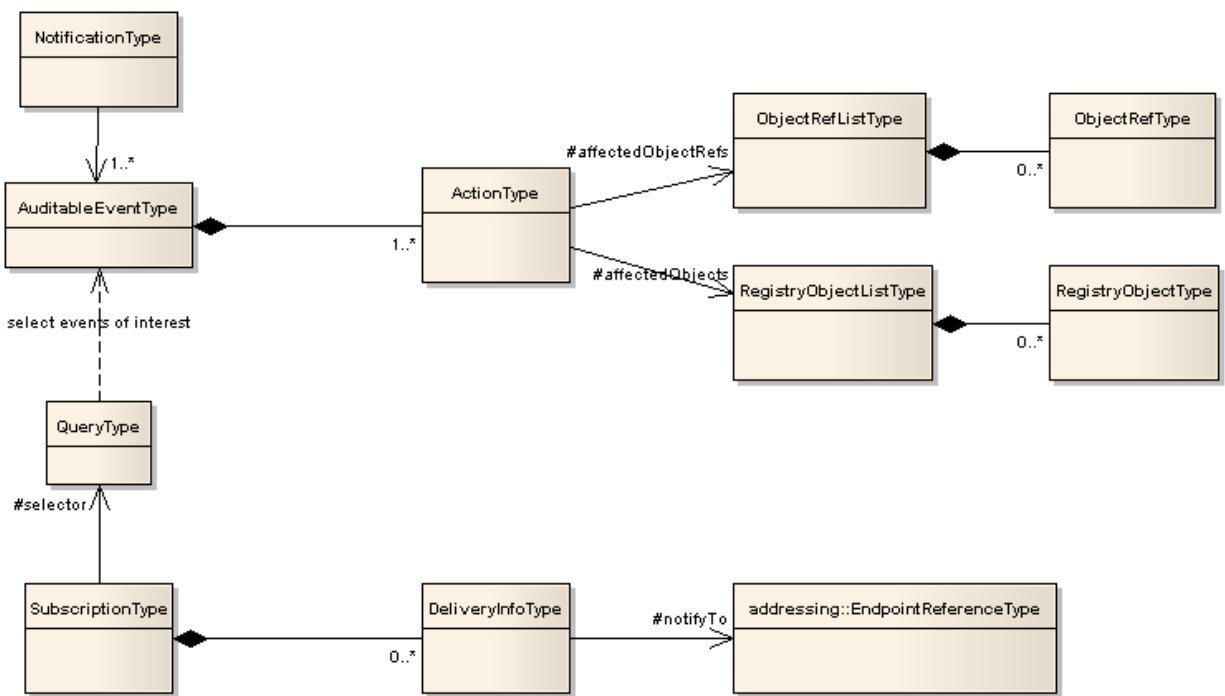 NotificationType
1..*
AuditableEventType
1..*
ActionType
#affectedObjectRefs
ObjectRefListType
0..*
ObjectRefType
#affectedObjects
RegistryObjectListType
0..*
RegistryObjectType
select events of interest
QueryType
#selector
SubscriptionType
0..*
DeliveryInfoType
#notifyTo
addressing::EndpointReferenceType